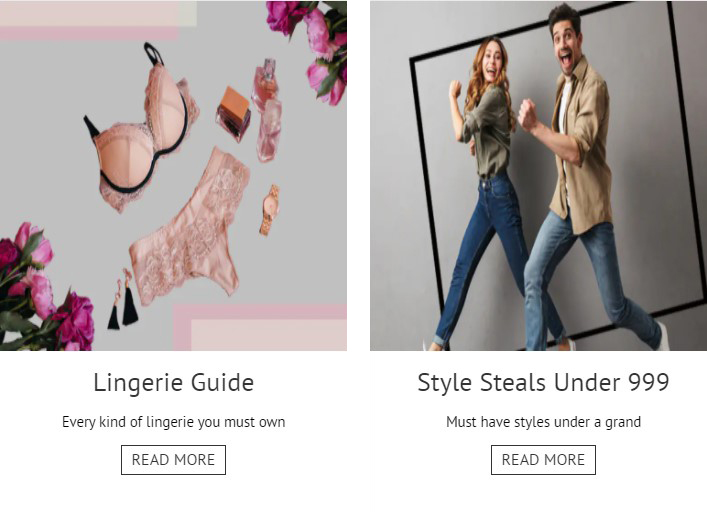 Lingerie Guide
Every kind of lingerie you must own
READ MORE
Style Steals Under 999
Must have styles under a grand
READ MORE